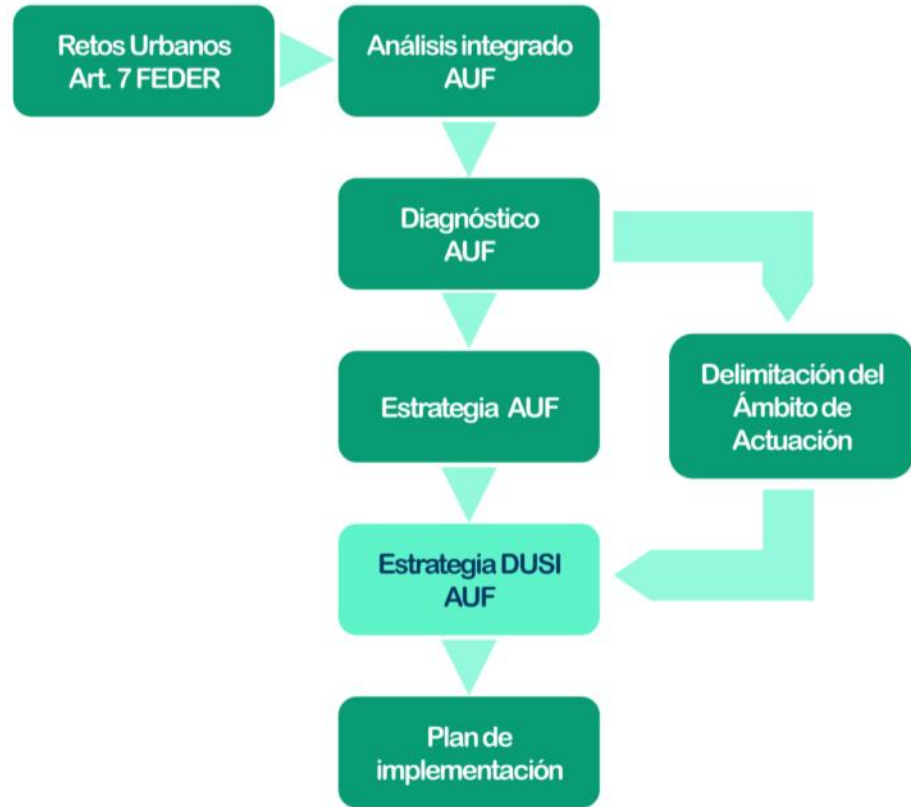 Retos Urbanos
Art. 7 FEDER
Análisis integrado
AUF
Diagnóstico
AUF
Estrategia AUF
Delimitación del
Ámbito de
Actuación
Estrategia DUSI
AUF
Plan de
implementación